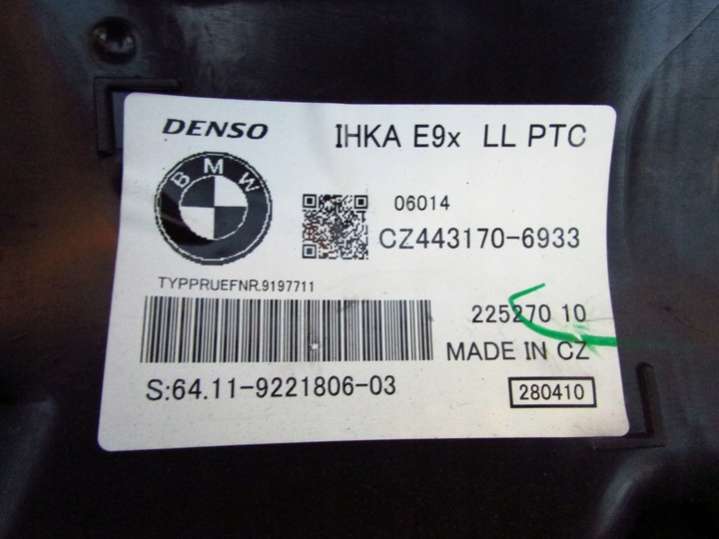 DENSO IHKA E9x LL PTC
BMW
06014
CZ443170-6933
TYPPRUEFNR.9197711
225270 10
MADE IN CZ
S:64.11-9221806-03
280410